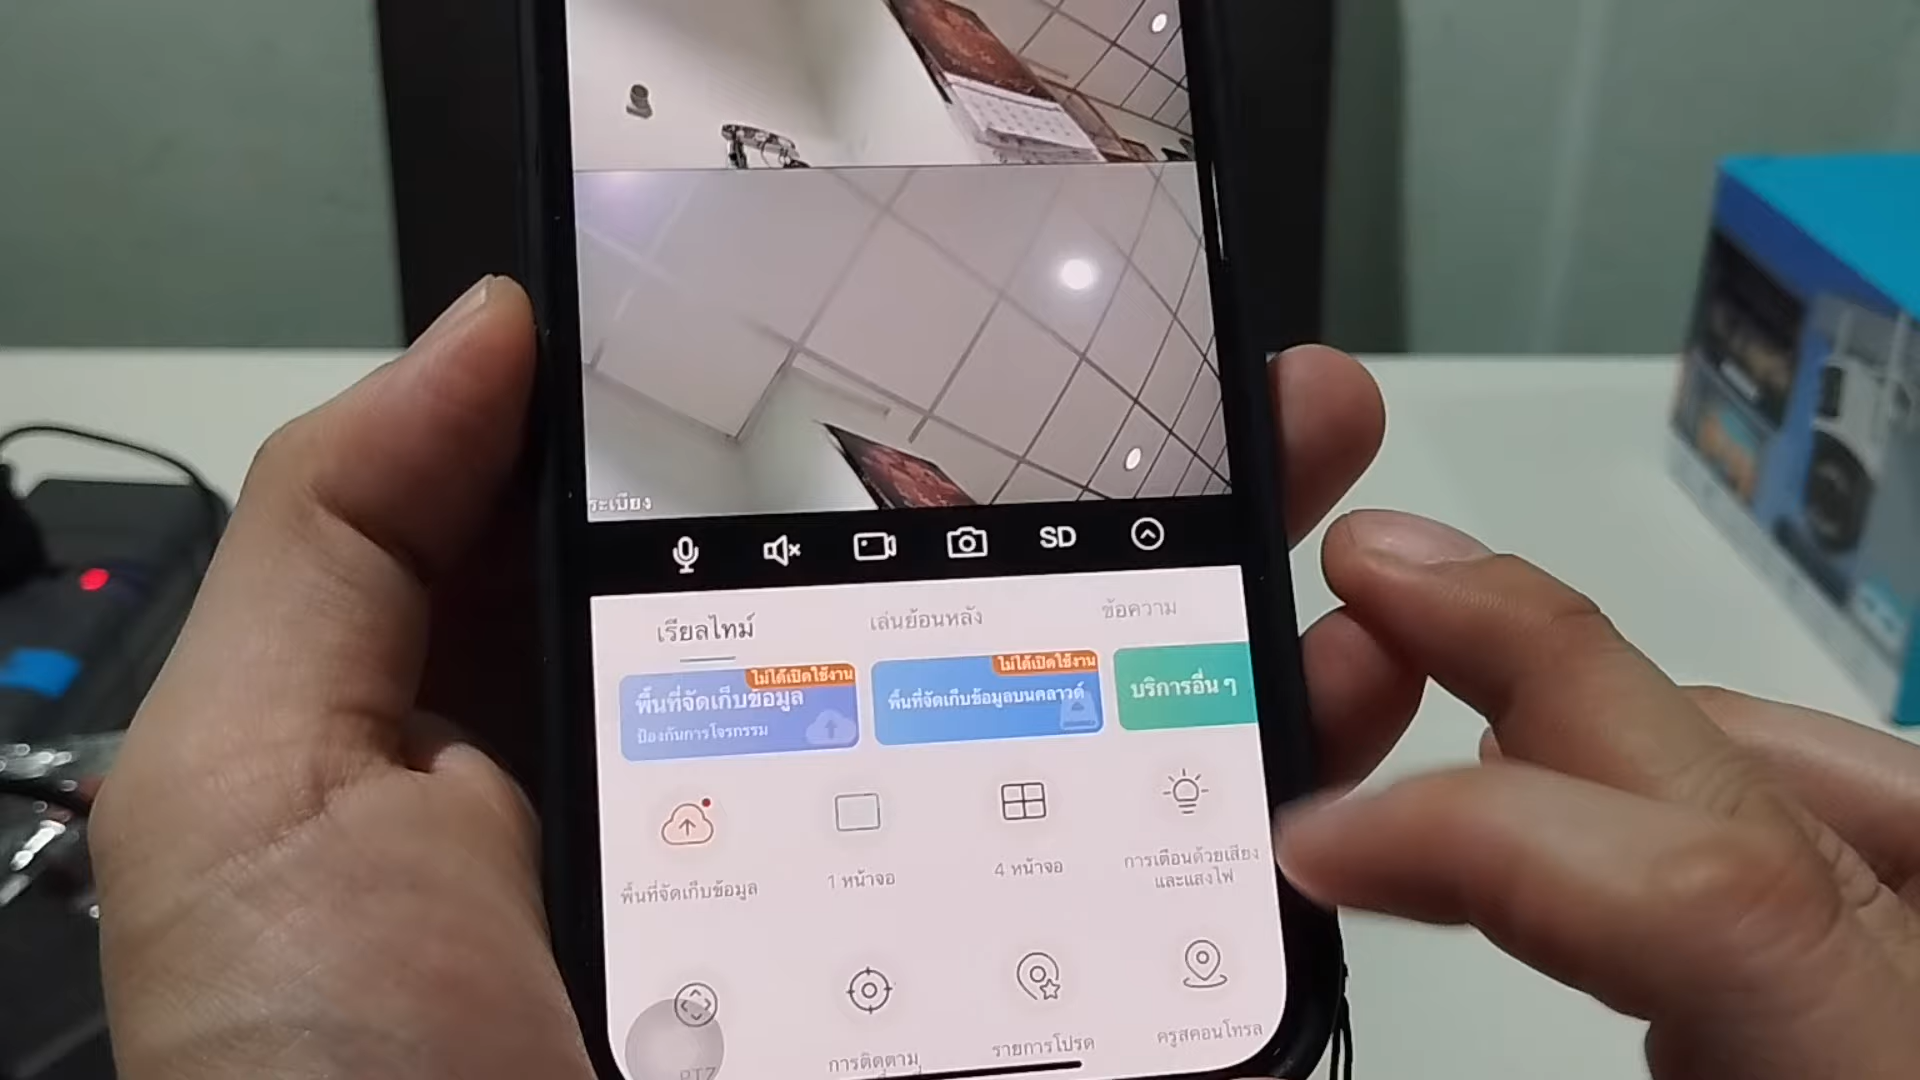 ระเบียง
SD
เรียลไทม์
เล่นย้อนหลัง
ข้อความ
ไม่ได้เปิดใช้งาน
พื้นที่จัดเก็บข้อมูล
ป้องกันการโจรกรรม
ไม่ได้เปิดใช้งาน
พื้นที่จัดเก็บข้อมูลบนคลาวด์
บริการอื่น ๆ
พื้นที่จัดเก็บข้อมูล
1 หน้าจอ
4 หน้าจอ
การเตือนด้วยเสียง
และแสงไฟ
PTZ
การติดตาม
รายการโปรด
ครูสคอนโทรล